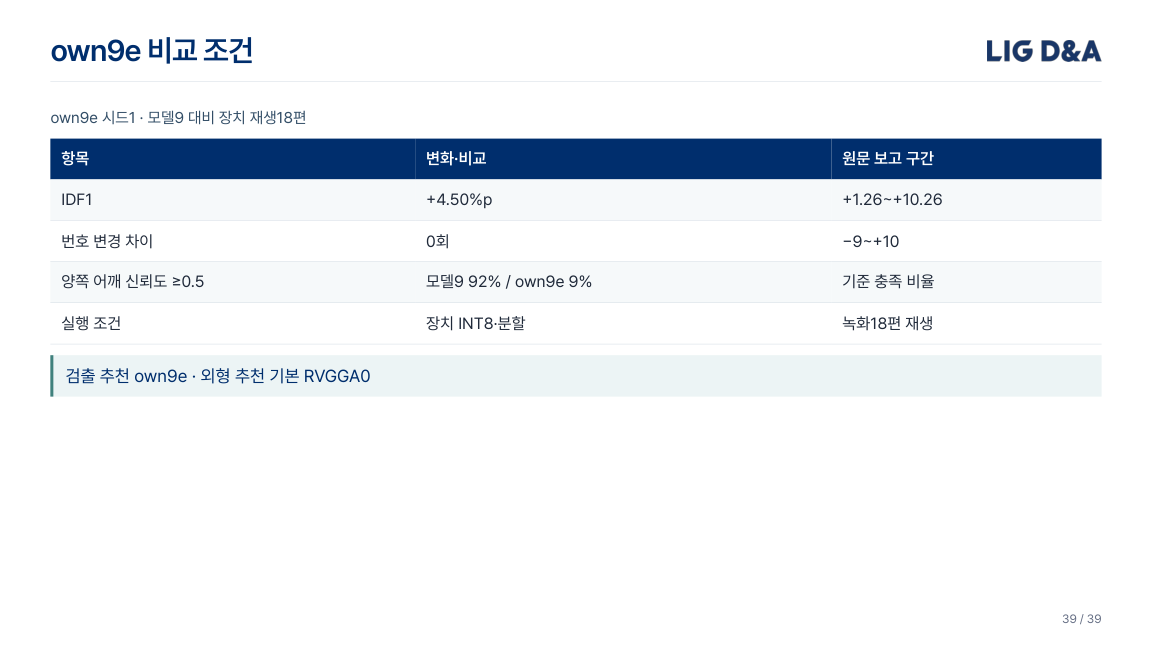 own9e 비교 조건
LIG D&A
own9e 시드1 · 모델9 대비 장치 재생18편
항목 변화·비교 원문 보고 구간
IDF1 +4.50%p +1.26~+10.26
번호 변경 차이 0회 −9~+10
양쪽 어깨 신뢰도 ≥0.5 모델9 92% / own9e 9% 기준 충족 비율
실행 조건 장치 INT8·분할 녹화18편 재생
검출 추천 own9e · 외형 추천 기본 RVGGA0
39 / 39